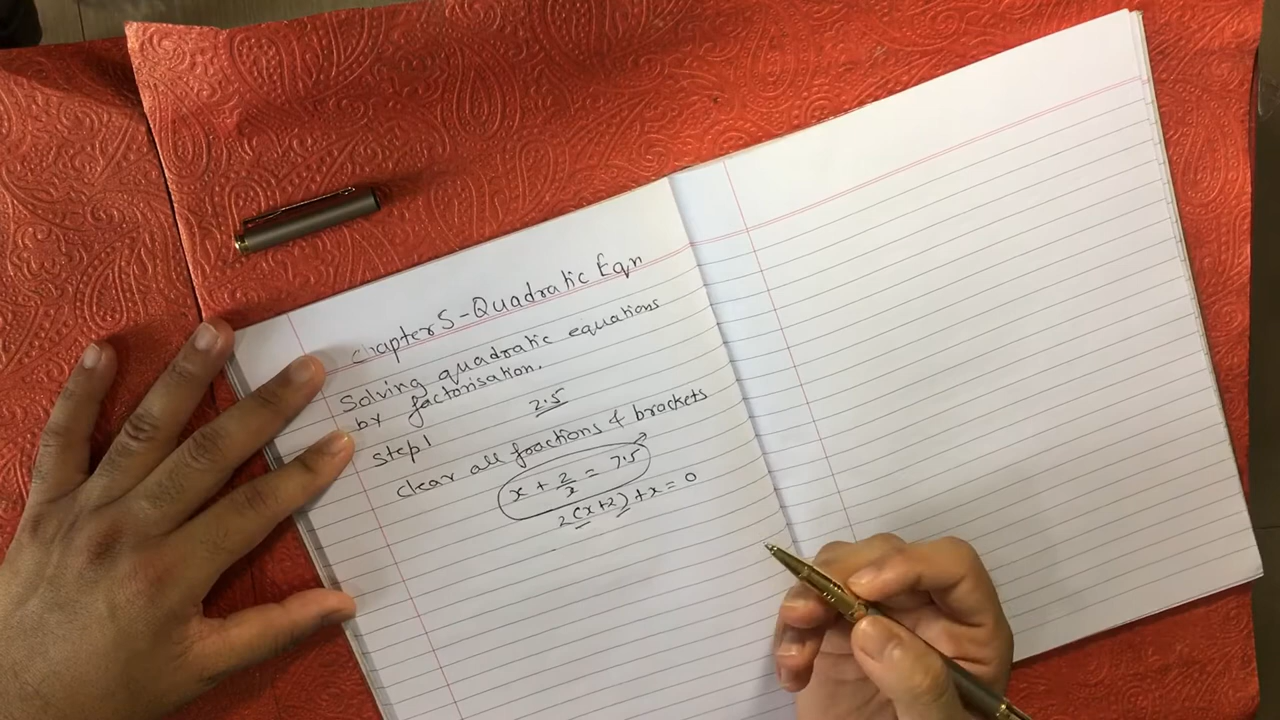 Chapter 5 - Quadratic Eqn
Solving quadratic equations
by factorisation.
Step 1
2.5
clear all fractions & brackets
x + 2/x = 7.5
2(x+2) + x = 0